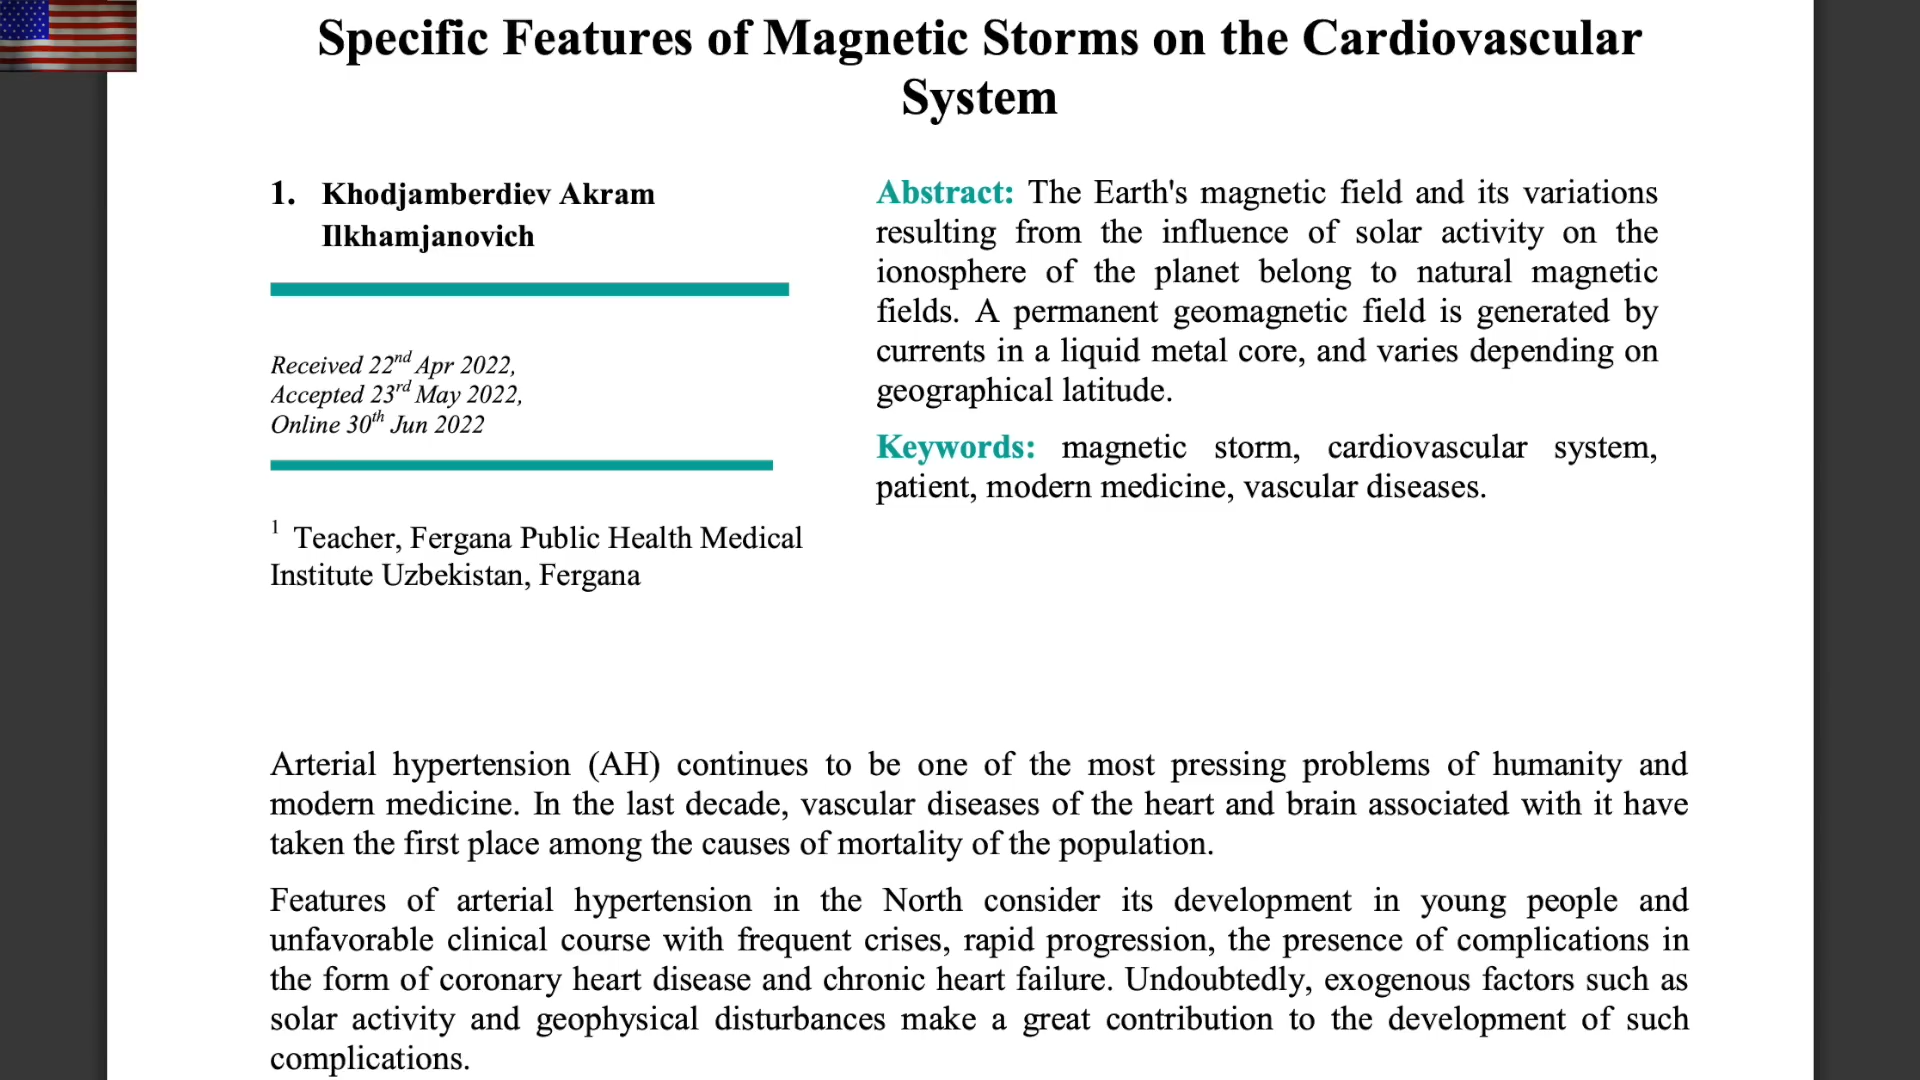 Specific Features of Magnetic Storms on the Cardiovascular
System
1. Khodjamberdiev Akram
Ilkhamjanovich
Received 22nd Apr 2022,
Accepted 23rd May 2022,
Online 30th Jun 2022
1 Teacher, Fergana Public Health Medical
Institute Uzbekistan, Fergana
Abstract: The Earth's magnetic field and its variations
resulting from the influence of solar activity on the
ionosphere of the planet belong to natural magnetic
fields. A permanent geomagnetic field is generated by
currents in a liquid metal core, and varies depending on
geographical latitude.
Keywords: magnetic storm, cardiovascular system,
patient, modern medicine, vascular diseases.
Arterial hypertension (AH) continues to be one of the most pressing problems of humanity and
modern medicine. In the last decade, vascular diseases of the heart and brain associated with it have
taken the first place among the causes of mortality of the population.
Features of arterial hypertension in the North consider its development in young people and
unfavorable clinical course with frequent crises, rapid progression, the presence of complications in
the form of coronary heart disease and chronic heart failure. Undoubtedly, exogenous factors such as
solar activity and geophysical disturbances make a great contribution to the development of such
complications.